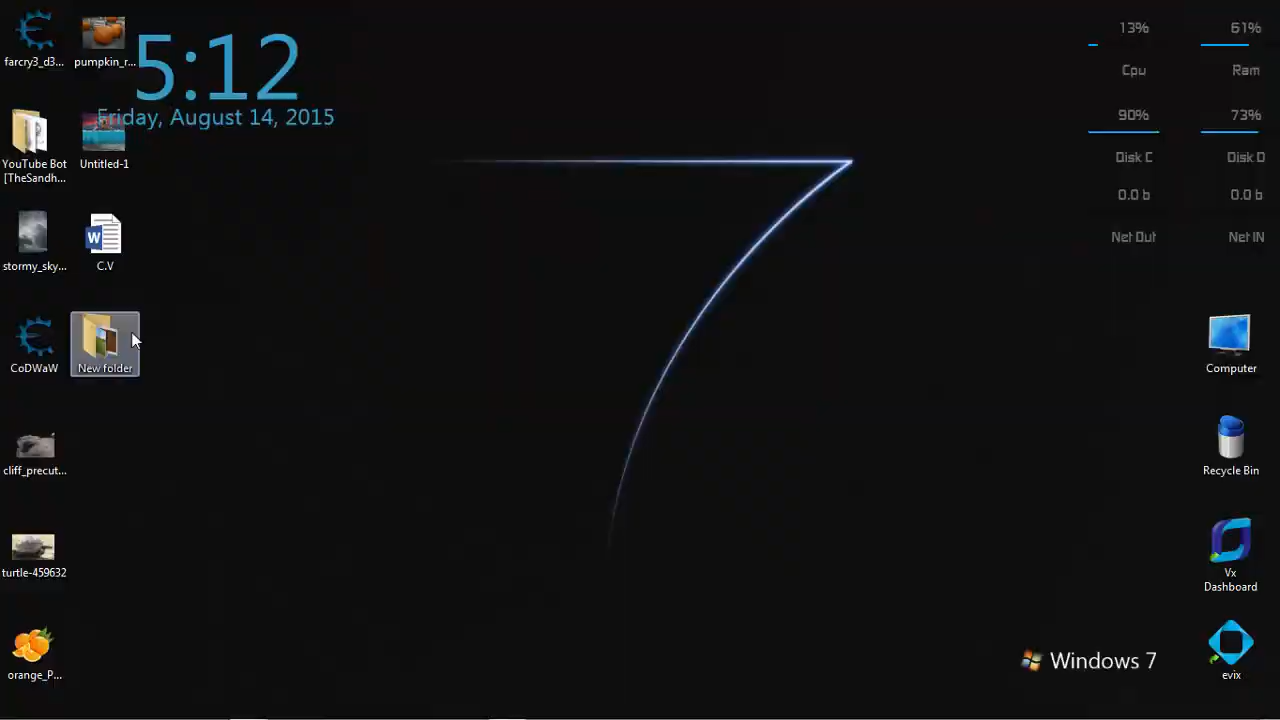 5:12
Friday, August 14, 2015
farcry3_d3...
pumpkin_r...
YouTube Bot
[TheSandh...
Untitled-1
stormy_sky...
W
C.V
CoDWaW
New folder
cliff_precut...
turtle-459632
orange_P...
13%
61%
Cpu
Ram
90%
73%
Disk C
Disk D
0.0 b
0.0 b
Net Out
Net IN
Computer
Recycle Bin
Vx
Dashboard
evix
Windows 7